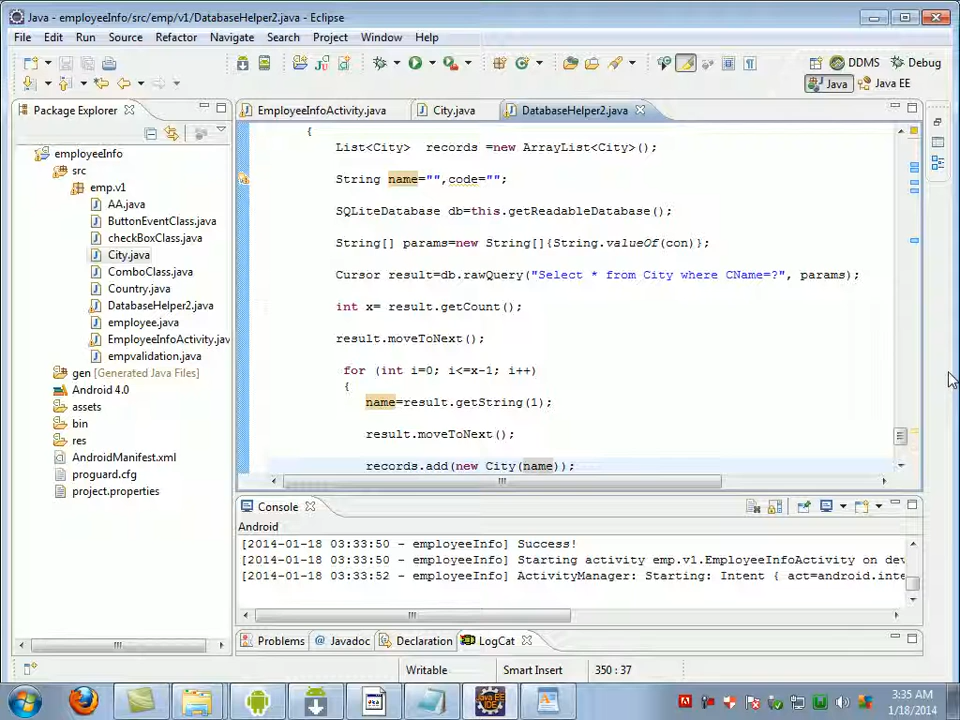 Java - employeeInfo/src/emp/v1/DatabaseHelper2.java - Eclipse
File Edit Run Source Refactor Navigate Search Project Window Help
DDMS Debug
Java Java EE
Package Explorer
EmployeeInfoActivity.java City.java DatabaseHelper2.java
employeeInfo
src
emp.v1
AA.java
ButtonEventClass.java
checkBoxClass.java
City.java
ComboClass.java
Country.java
DatabaseHelper2.java
employee.java
EmployeeInfoActivity.jav
empvalidation.java
gen [Generated Java Files]
Android 4.0
assets
bin
res
AndroidManifest.xml
proguard.cfg
project.properties
{
List<City> records =new ArrayList<City>();
String name="",code="";
SQLiteDatabase db=this.getReadableDatabase();
String[] params=new String[]{String.valueOf(con)};
Cursor result=db.rawQuery("Select * from City where CName=?", params);
int x= result.getCount();
result.moveToNext();
for (int i=0; i<=x-1; i++)
{
name=result.getString(1);
result.moveToNext();
records.add(new City(name));
Console
Android
[2014-01-18 03:33:50 - employeeInfo] Success!
[2014-01-18 03:33:50 - employeeInfo] Starting activity emp.v1.EmployeeInfoActivity on dev
[2014-01-18 03:33:52 - employeeInfo] ActivityManager: Starting: Intent { act=android.inte
Problems Javadoc Declaration LogCat
Writable Smart Insert 350 : 37
3:35 AM
1/18/2014